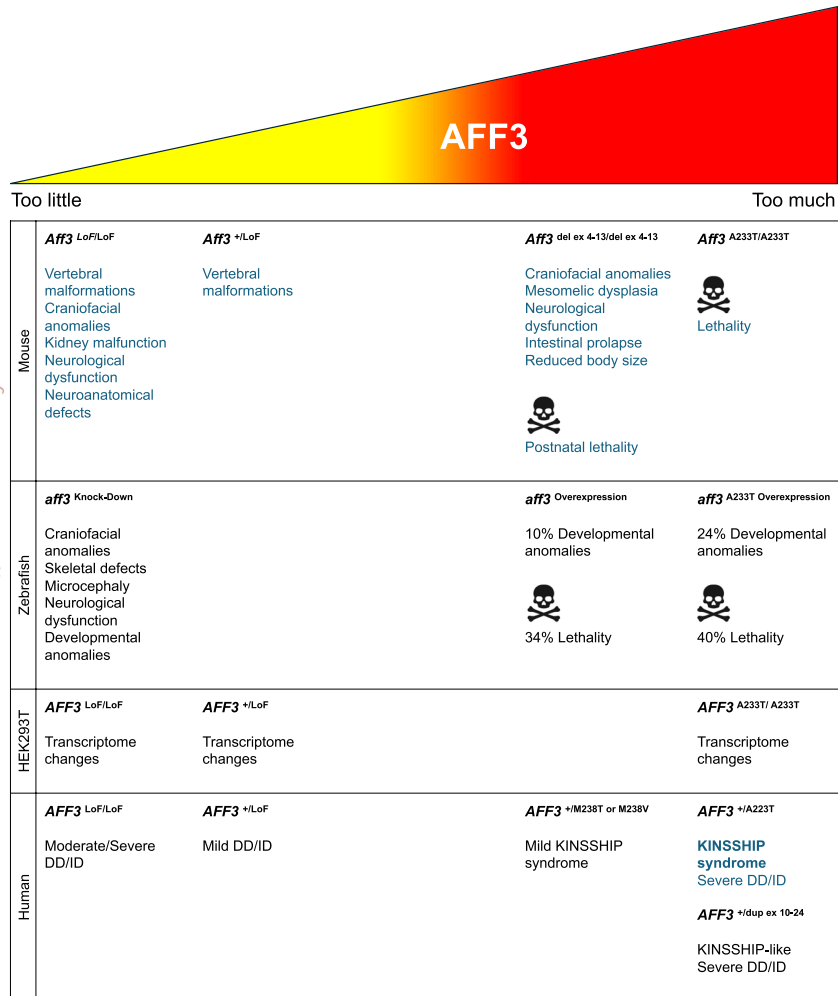 AFF3
Too little
Too much
Mouse
Aff3 LoF/LoF
Vertebral
malformations
Craniofacial
anomalies
Kidney malfunction
Neurological
dysfunction
Neuroanatomical
defects
Aff3 +/LoF
Vertebral
malformations
Aff3 del ex 4-13/del ex 4-13
Craniofacial anomalies
Mesomelic dysplasia
Neurological
dysfunction
Intestinal prolapse
Reduced body size
Postnatal lethality
Aff3 A233T/A233T
Lethality
Zebrafish
aff3 Knock-Down
Craniofacial
anomalies
Skeletal defects
Microcephaly
Neurological
dysfunction
Developmental
anomalies
aff3 Overexpression
10% Developmental
anomalies
34% Lethality
aff3 A233T Overexpression
24% Developmental
anomalies
40% Lethality
HEK293T
AFF3 LoF/LoF
Transcriptome
changes
AFF3 +/LoF
Transcriptome
changes
AFF3 A233T/ A233T
Transcriptome
changes
Human
AFF3 LoF/LoF
Moderate/Severe
DD/ID
AFF3 +/LoF
Mild DD/ID
AFF3 +/M238T or M238V
Mild KINSSHIP
syndrome
AFF3 +/A223T
KINSSHIP
syndrome
Severe DD/ID
AFF3 +/dup ex 10-24
KINSSHIP-like
Severe DD/ID